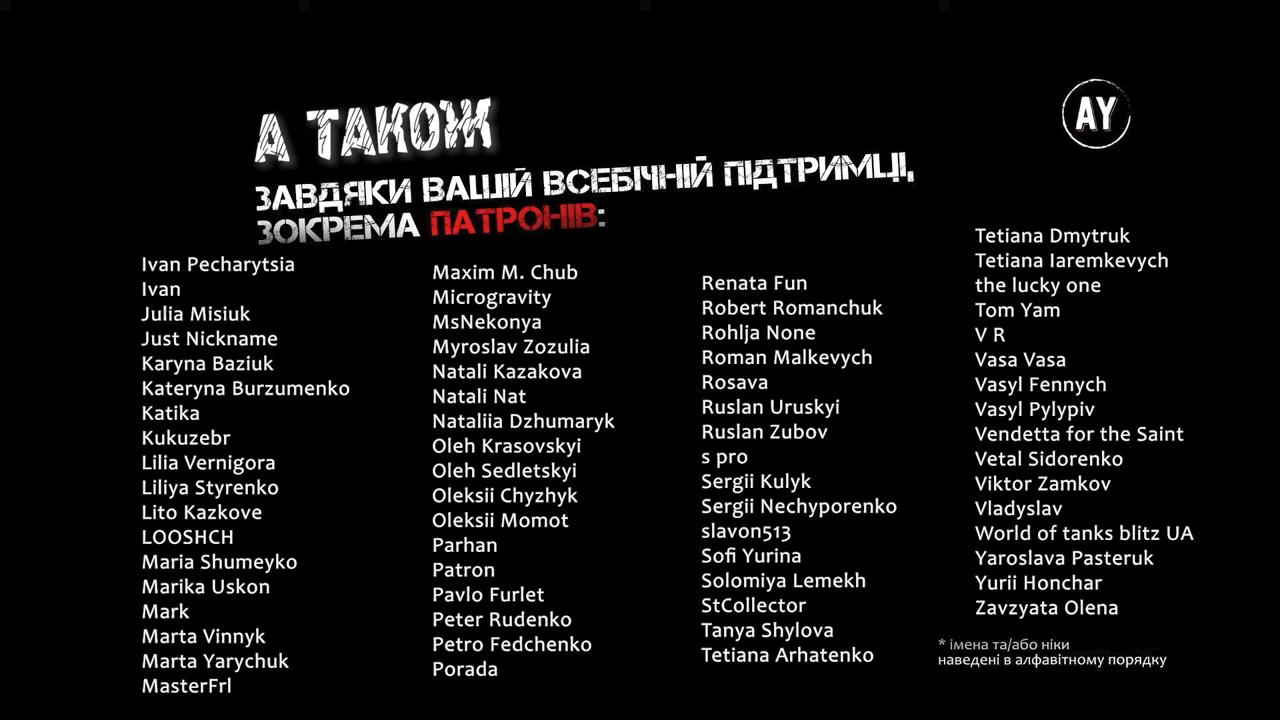 А ТАКОЖ
ЗАВДЯКИ ВАШІЙ ВСЕБІЧНІЙ ПІДТРИМЦІ,
ЗОКРЕМА ПАТРОНІВ:
AY
Ivan Pecharytsia
Ivan
Julia Misiuk
Just Nickname
Karyna Baziuk
Kateryna Burzumenko
Katika
Kukuzebr
Lilia Vernigora
Liliya Styrenko
Lito Kazkove
LOOSHCH
Maria Shumeyko
Marika Uskon
Mark
Marta Vinnyk
Marta Yarychuk
MasterFrl
Maxim M. Chub
Microgravity
MsNekonya
Myroslav Zozulia
Natali Kazakova
Natali Nat
Nataliia Dzhumaryk
Oleh Krasovskyi
Oleh Sedletskyi
Oleksii Chyzhyk
Oleksii Momot
Parhan
Patron
Pavlo Furlet
Peter Rudenko
Petro Fedchenko
Porada
Renata Fun
Robert Romanchuk
Rohlja None
Roman Malkevych
Rosava
Ruslan Uruskyi
Ruslan Zubov
s pro
Sergii Kulyk
Sergii Nechyporenko
slavon513
Sofi Yurina
Solomiya Lemekh
StCollector
Tanya Shylova
Tetiana Arhatenko
Tetiana Dmytruk
Tetiana Iaremkevych
the lucky one
Tom Yam
V R
Vasa Vasa
Vasyl Fennych
Vasyl Pylypiv
Vendetta for the Saint
Vetal Sidorenko
Viktor Zamkov
Vladyslav
World of tanks blitz UA
Yaroslava Pasteruk
Yurii Honchar
Zavzyata Olena
* імена та/або ніки
наведені в алфавітному порядку